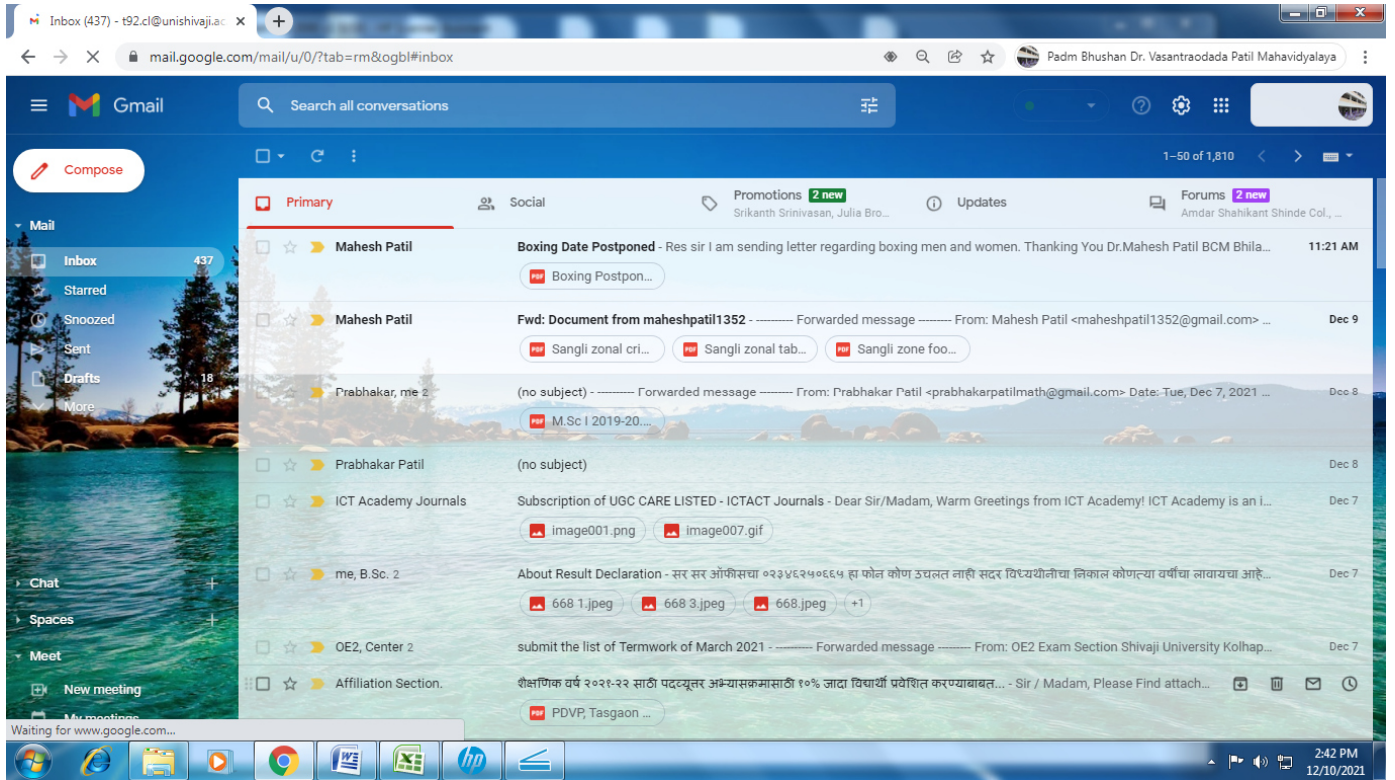 Inbox (437) - t92.cl@unishivaji.ac.
mail.google.com/mail/u/0/?tab=rm&ogbl#inbox
Padm Bhushan Dr. Vasantraodada Patil Mahavidyalaya
Gmail
Search all conversations
Compose
1–50 of 1,810
Mail
Inbox 437
Starred
Snoozed
Sent
Drafts 18
More
Chat
Spaces
Meet
New meeting
My meetings
Primary
Social
Promotions 2 new
Srikanth Srinivasan, Julia Bro...
Updates
Forums 2 new
Amdar Shahikant Shinde Col., ...
Mahesh Patil Boxing Date Postponed - Res sir I am sending letter regarding boxing men and women. Thanking You Dr.Mahesh Patil BCM Bhila... 11:21 AM
PDF Boxing Postpon...
Mahesh Patil Fwd: Document from maheshpatil1352 - ---------- Forwarded message --------- From: Mahesh Patil <maheshpatil1352@gmail.com> ... Dec 9
PDF Sangli zonal cri... PDF Sangli zonal tab... PDF Sangli zone foo...
Prabhakar, me 2 (no subject) - ---------- Forwarded message --------- From: Prabhakar Patil <prabhakarpatilmath@gmail.com> Date: Tue, Dec 7, 2021 ... Dec 8
PDF M.Sc I 2019-20....
Prabhakar Patil (no subject) Dec 8
ICT Academy Journals Subscription of UGC CARE LISTED - ICTACT Journals - Dear Sir/Madam, Warm Greetings from ICT Academy! ICT Academy is an i... Dec 7
image001.png image007.gif
me, B.Sc. 2 About Result Declaration - सर सर ऑफीसचा ०२३४६२५०६६५ हा फोन कोण उचलत नाही सदर विध्यथीनीचा निकाल कोणत्या वर्षीचा लावायचा आहे... Dec 7
668 1.jpeg 668 3.jpeg 668.jpeg +1
OE2, Center 2 submit the list of Termwork of March 2021 - ---------- Forwarded message --------- From: OE2 Exam Section Shivaji University Kolhap... Dec 7
Affiliation Section. शैक्षणिक वर्ष २०२१-२२ साठी पदव्यूत्तर अभ्यासक्रमासाठी १०% जादा विद्यार्थी प्रवेशित करण्याबाबत... - Sir / Madam, Please Find attach...
PDF PDVP, Tasgaon ...
Waiting for www.google.com...
2:42 PM
12/10/2021